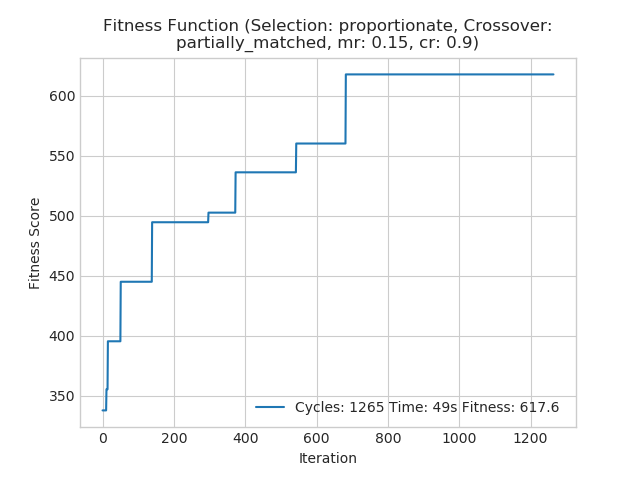 Fitness Function (Selection: proportionate, Crossover:
partially_matched, mr: 0.15, cr: 0.9)
600
550
500
450
400
350
Fitness Score
Cycles: 1265 Time: 49s Fitness: 617.6
0 200 400 600 800 1000 1200
Iteration